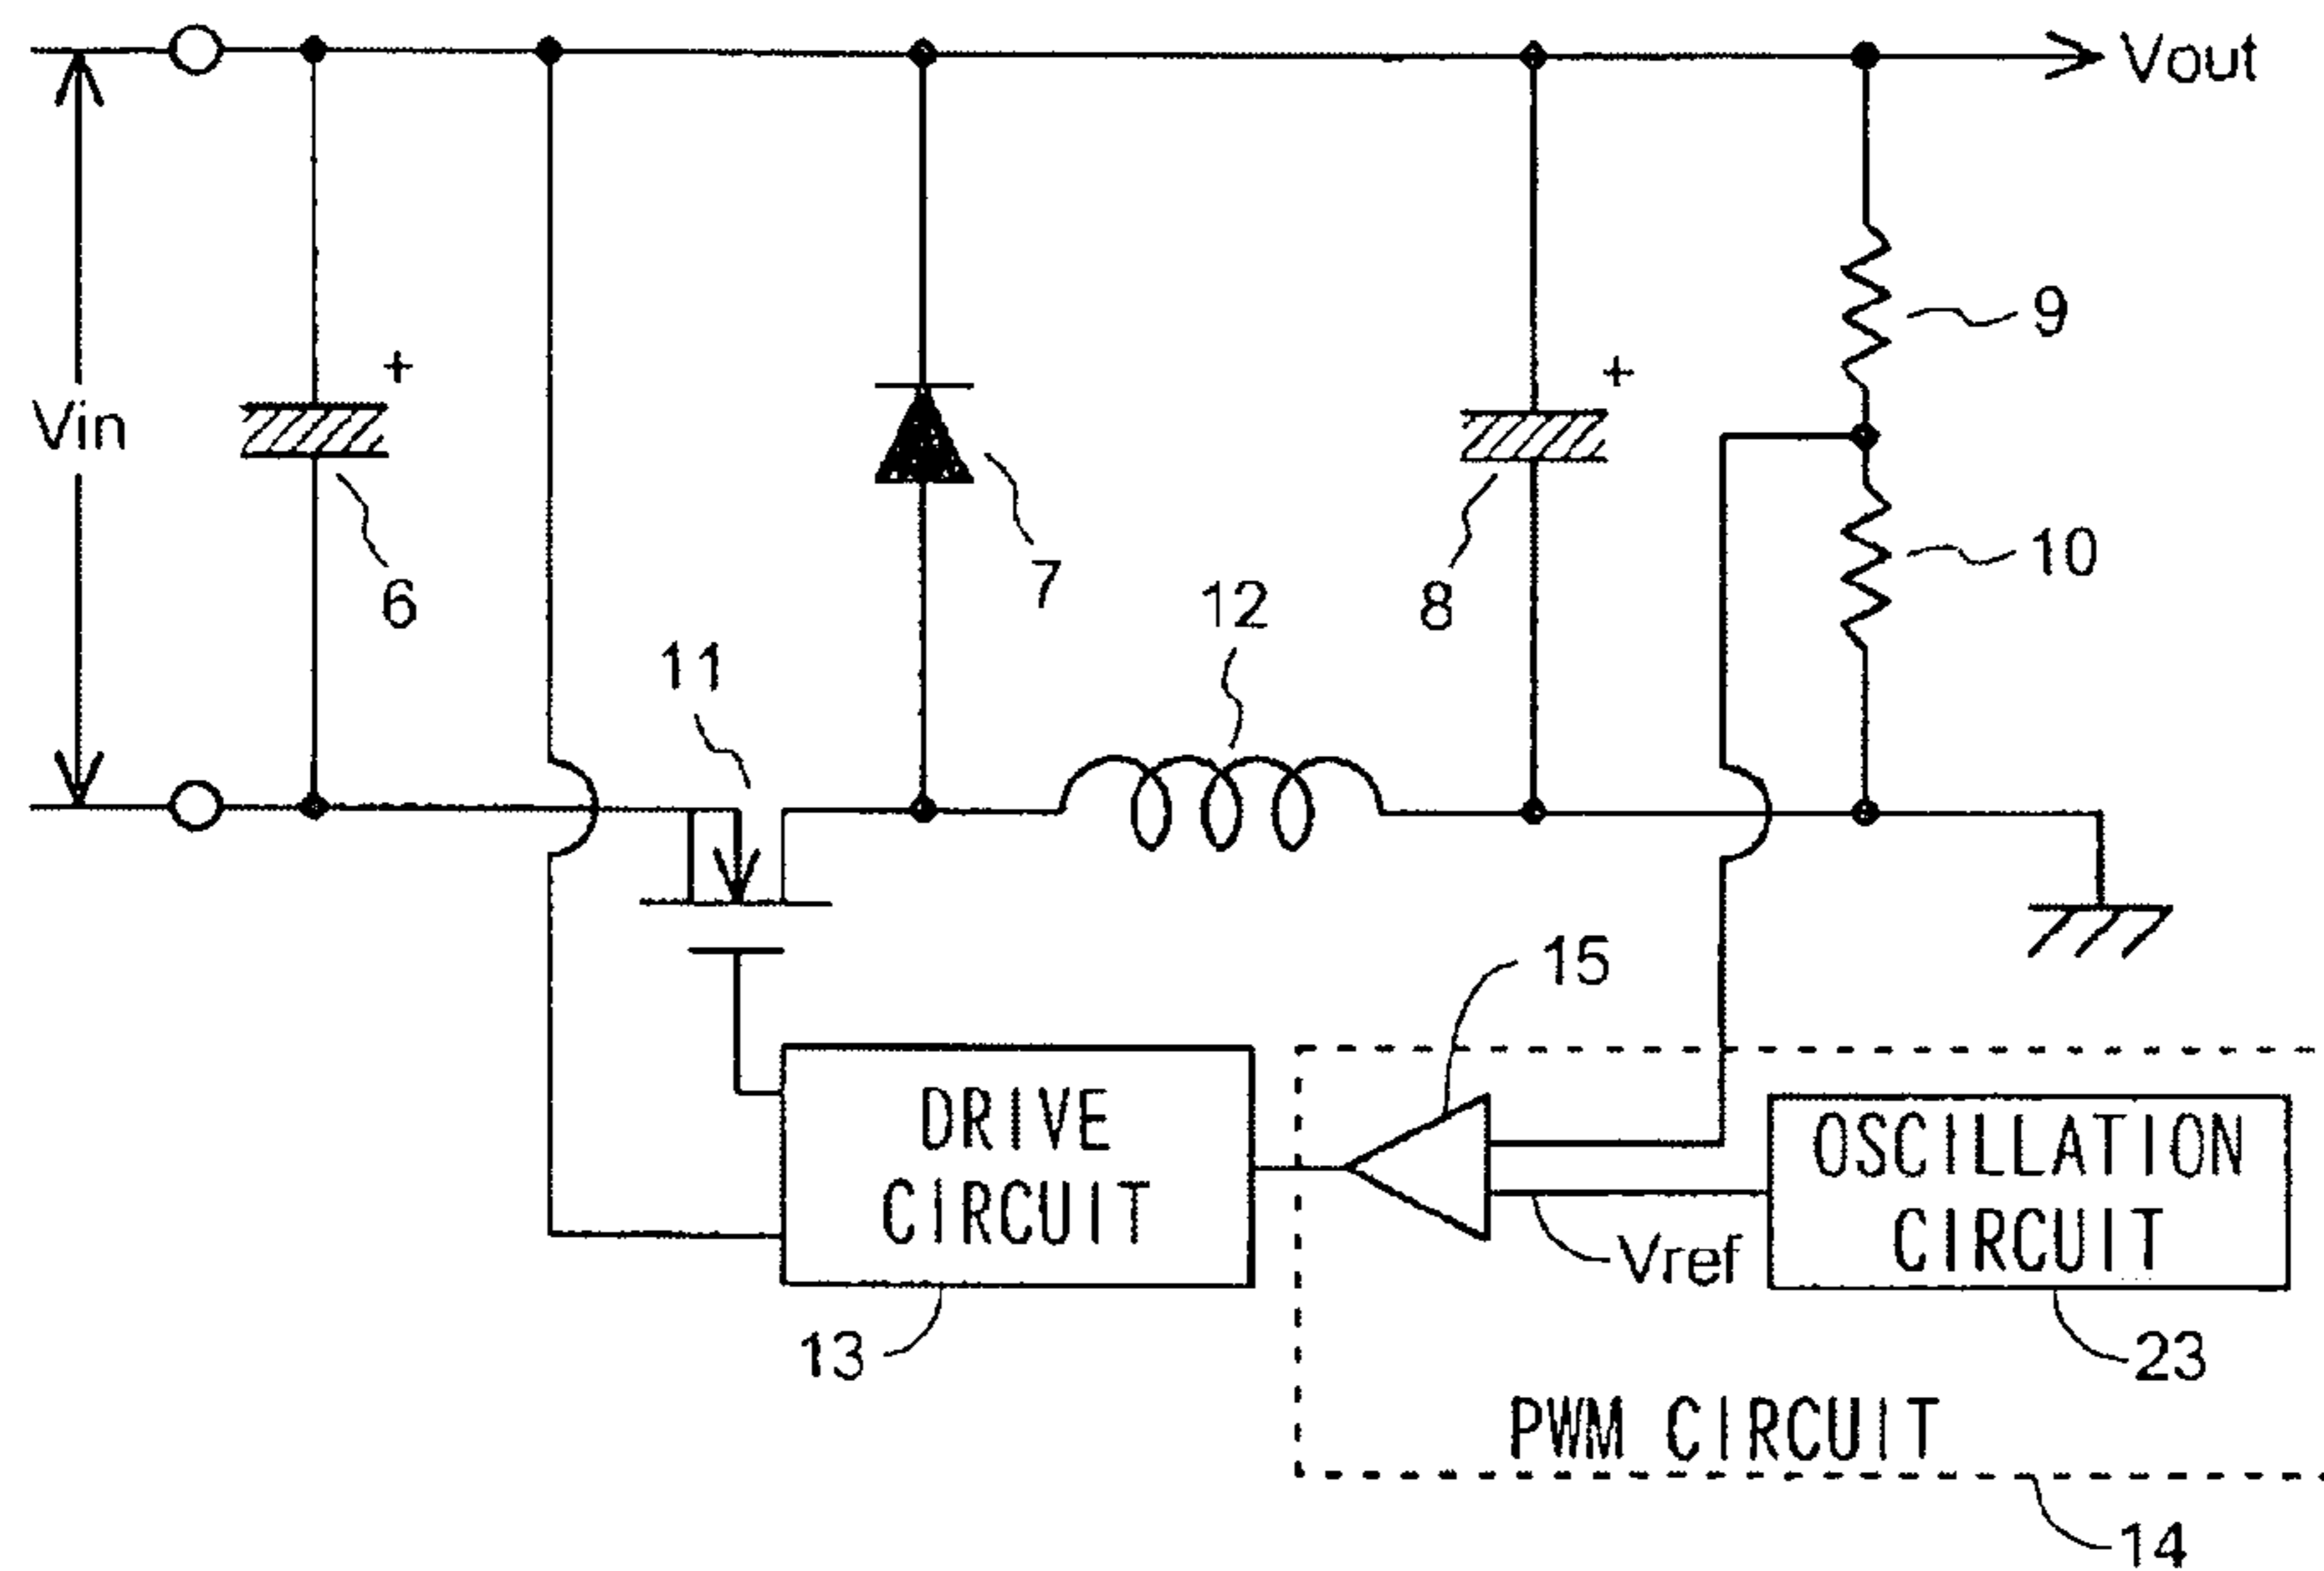 Vout
9
+
+
Vin
10
7
6
12
8
11
15
DRIVE
CIRCUIT
OSCILLATION
CIRCUIT
Vref
13
23
PWM CIRCUIT
14